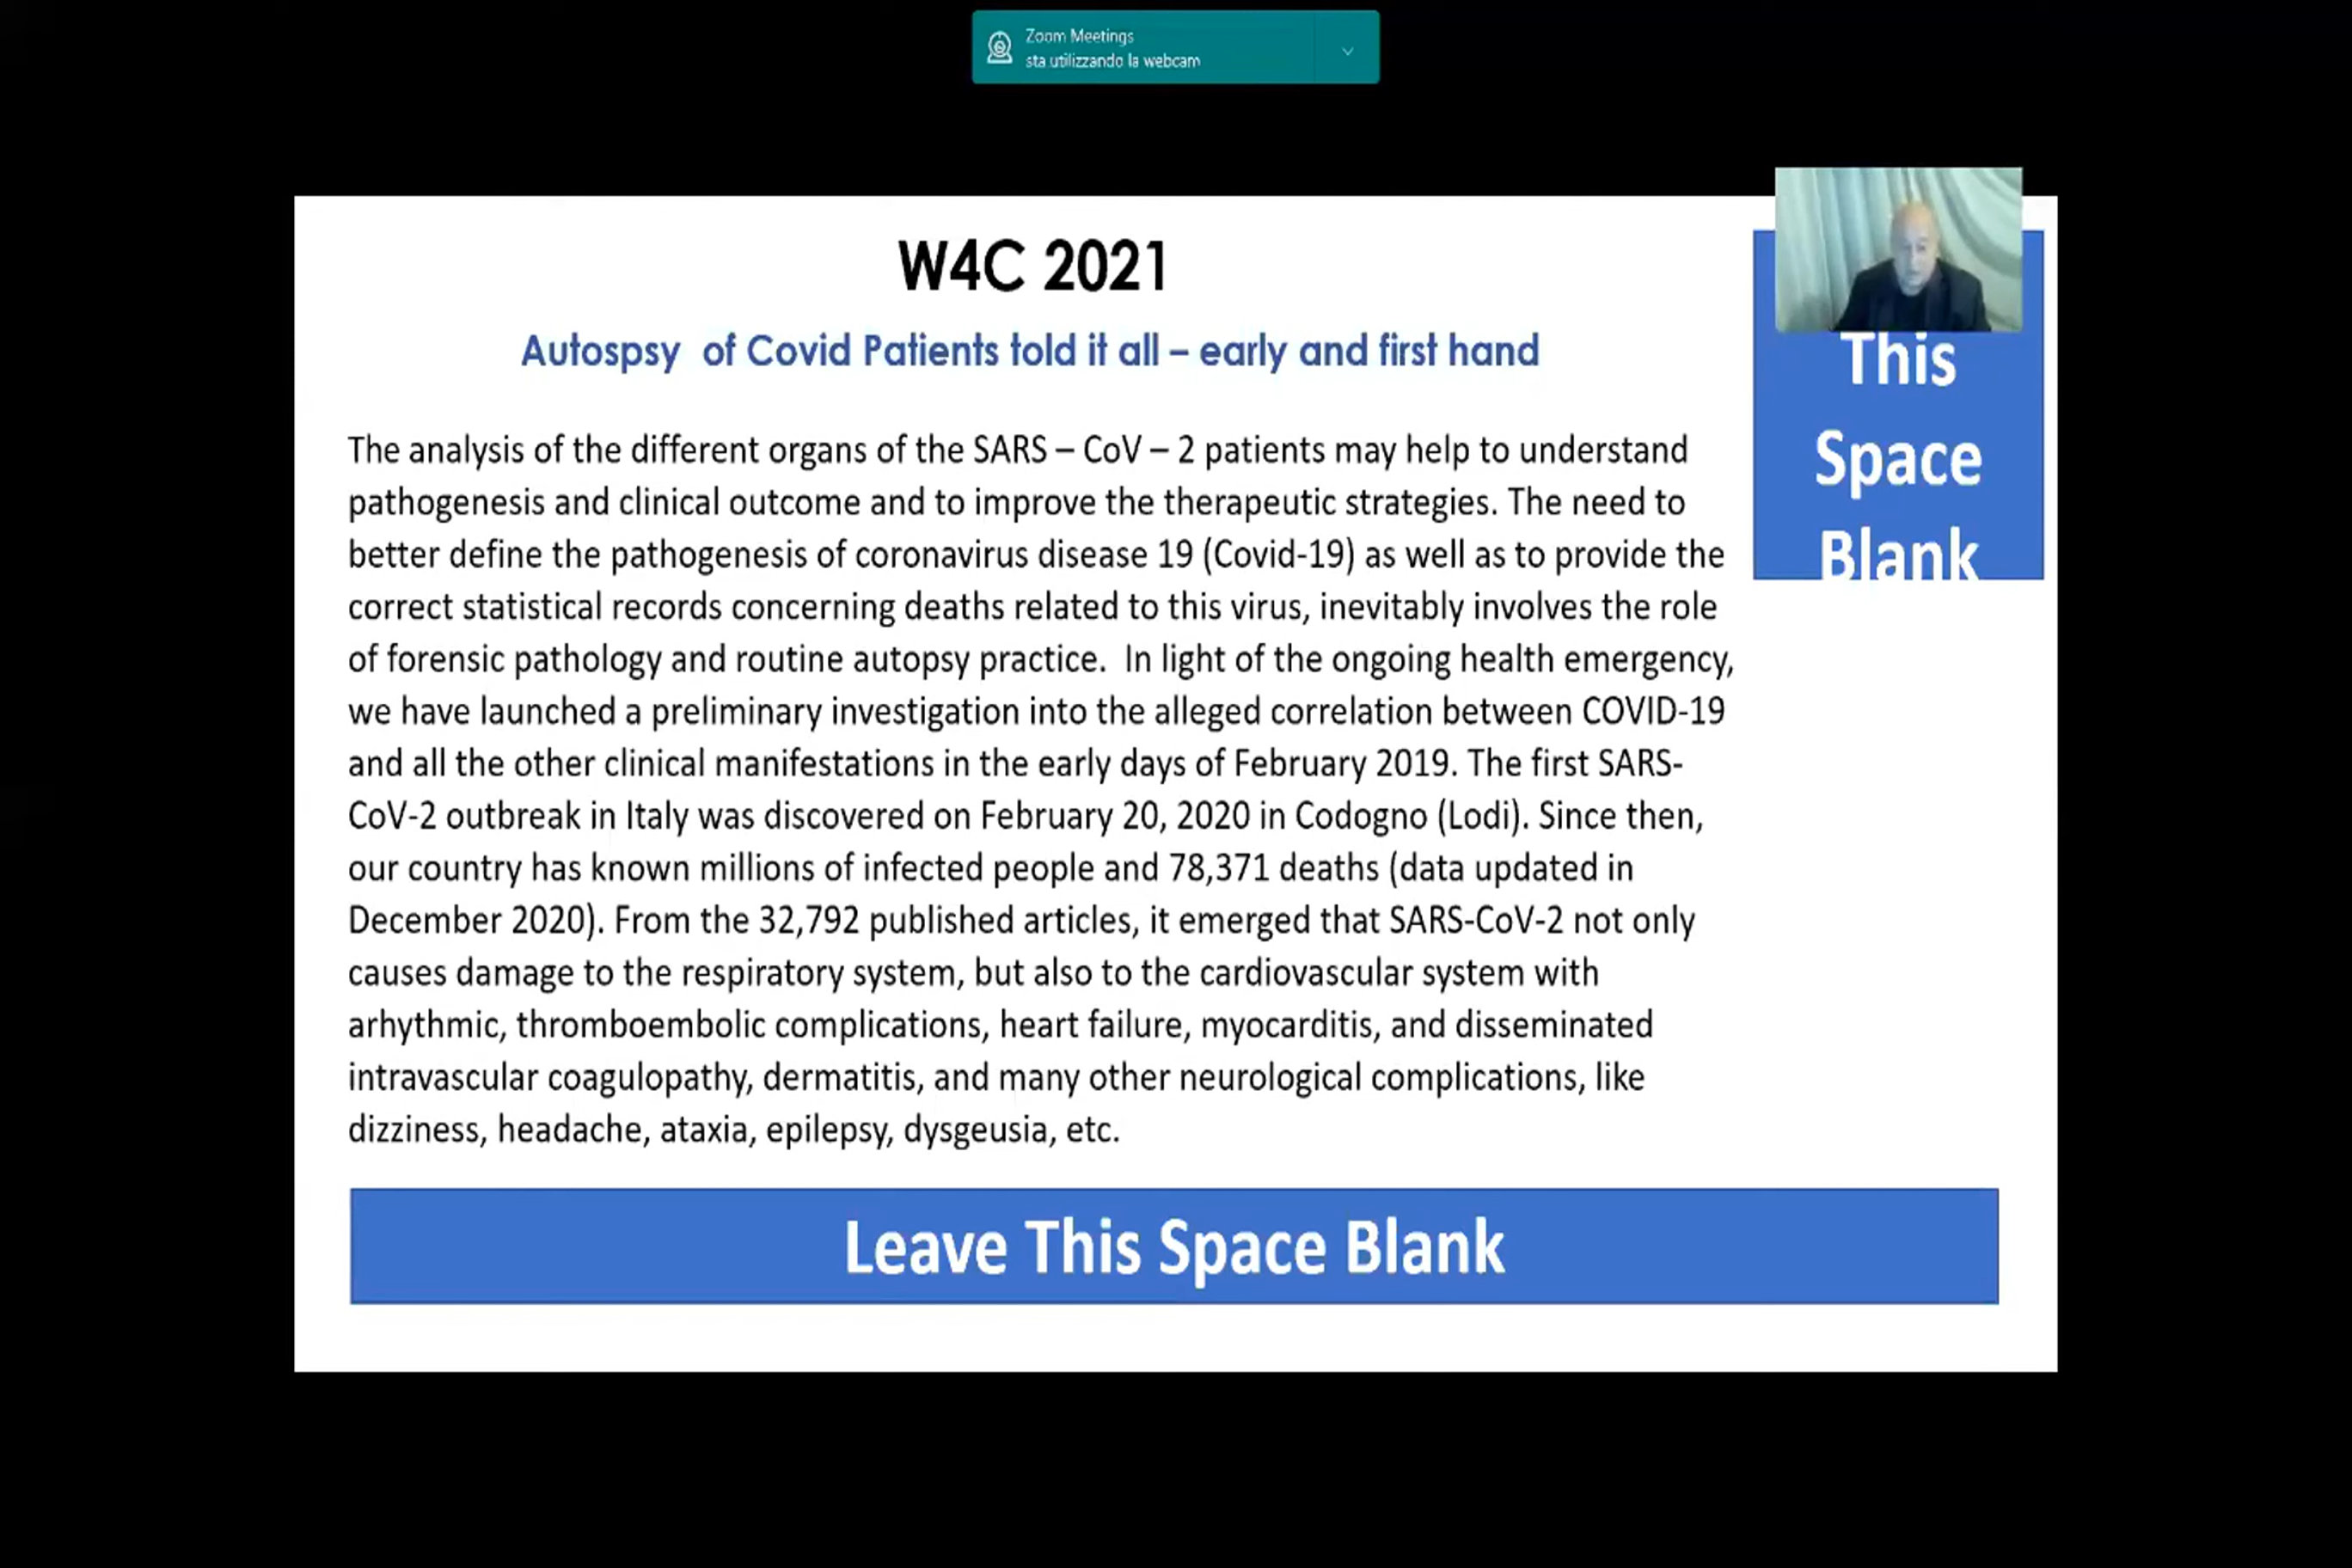 Zoom Meetings
sta utilizzando la webcam
W4C 2021
Autospsy of Covid Patients told it all – early and first hand
The analysis of the different organs of the SARS – CoV – 2 patients may help to understand
pathogenesis and clinical outcome and to improve the therapeutic strategies. The need to
better define the pathogenesis of coronavirus disease 19 (Covid-19) as well as to provide the
correct statistical records concerning deaths related to this virus, inevitably involves the role
of forensic pathology and routine autopsy practice. In light of the ongoing health emergency,
we have launched a preliminary investigation into the alleged correlation between COVID-19
and all the other clinical manifestations in the early days of February 2019. The first SARS-
CoV-2 outbreak in Italy was discovered on February 20, 2020 in Codogno (Lodi). Since then,
our country has known millions of infected people and 78,371 deaths (data updated in
December 2020). From the 32,792 published articles, it emerged that SARS-CoV-2 not only
causes damage to the respiratory system, but also to the cardiovascular system with
arhythmic, thromboembolic complications, heart failure, myocarditis, and disseminated
intravascular coagulopathy, dermatitis, and many other neurological complications, like
dizziness, headache, ataxia, epilepsy, dysgeusia, etc.
This
Space
Blank
Leave This Space Blank